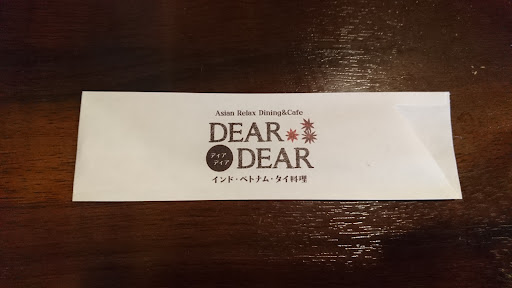 Asian Relax Dining&Cafe
DEAR
ディア
ディア
DEAR
インド・ベトナム・タイ料理